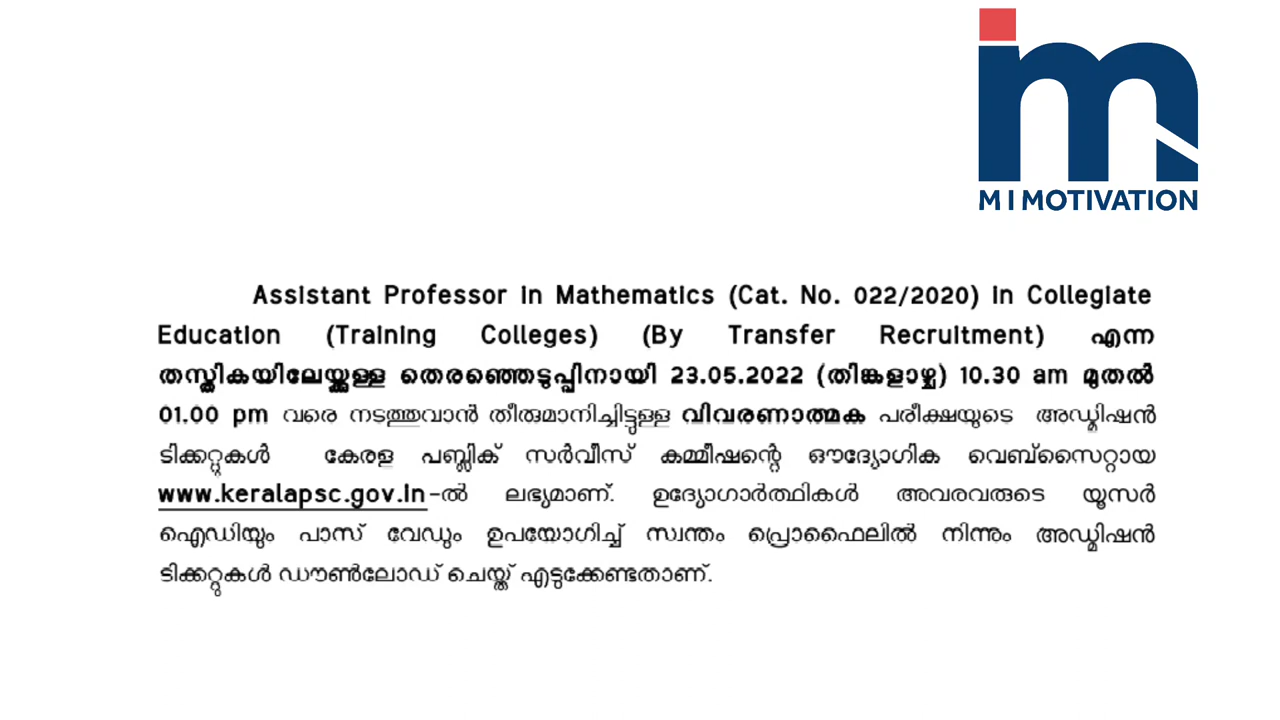 M I MOTIVATION
Assistant Professor in Mathematics (Cat. No. 022/2020) in Collegiate
Education (Training Colleges) (By Transfer Recruitment) എന്ന
തസ്തികയിലേയ്ക്കുള്ള തെരഞ്ഞെടുപ്പിനായി 23.05.2022 (തിങ്കളാഴ്ച) 10.30 am മുതൽ
01.00 pm വരെ നടത്തുവാൻ തീരുമാനിച്ചിട്ടുള്ള വിവരണാത്മക പരീക്ഷയുടെ അഡ്മിഷൻ
ടിക്കറ്റുകൾ കേരള പബ്ലിക് സർവീസ് കമ്മീഷന്റെ ഔദ്യോഗിക വെബ്സൈറ്റായ
www.keralapsc.gov.in-ൽ ലഭ്യമാണ്. ഉദ്യോഗാർത്ഥികൾ അവരവരുടെ യൂസർ
ഐഡിയും പാസ് വേഡും ഉപയോഗിച്ച് സ്വന്തം പ്രൊഫൈലിൽ നിന്നും അഡ്മിഷൻ
ടിക്കറ്റുകൾ ഡൗൺലോഡ് ചെയ്ത് എടുക്കേണ്ടതാണ്.